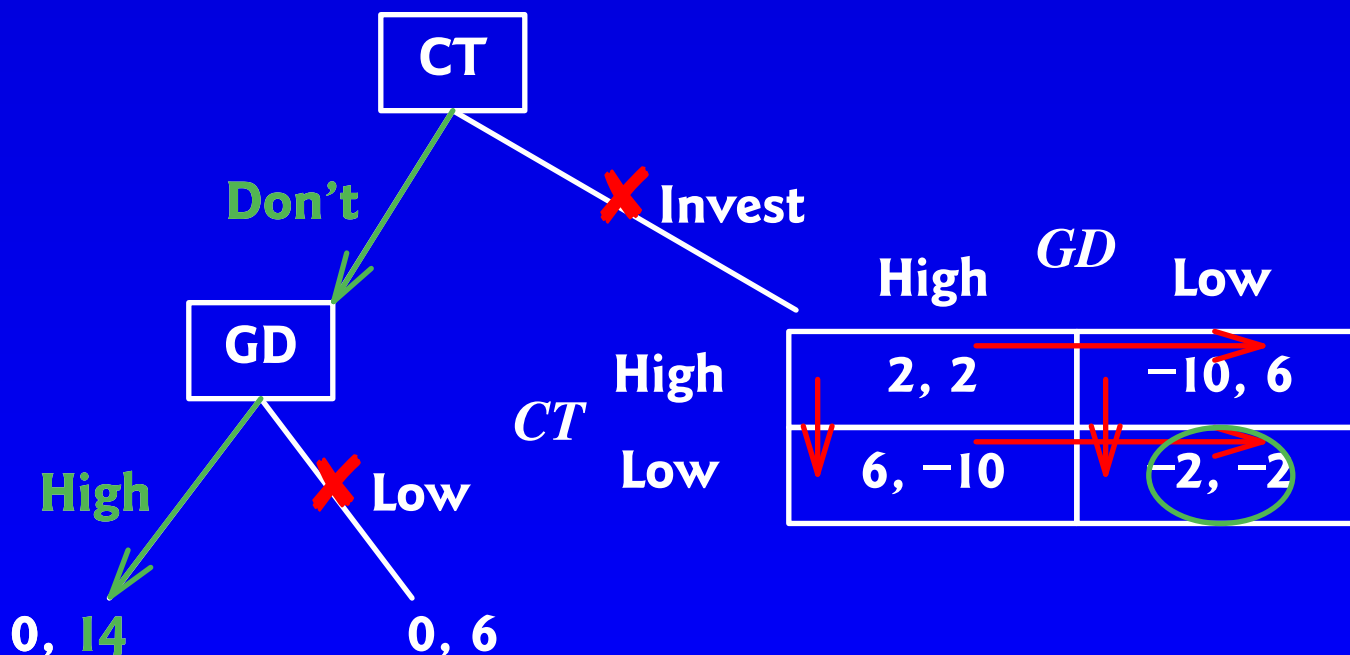 CT
Don't
Invest
GD
High Low
GD
High 2, 2 −10, 6
CT
Low 6, −10 −2, −2
High Low
0, 14 0, 6